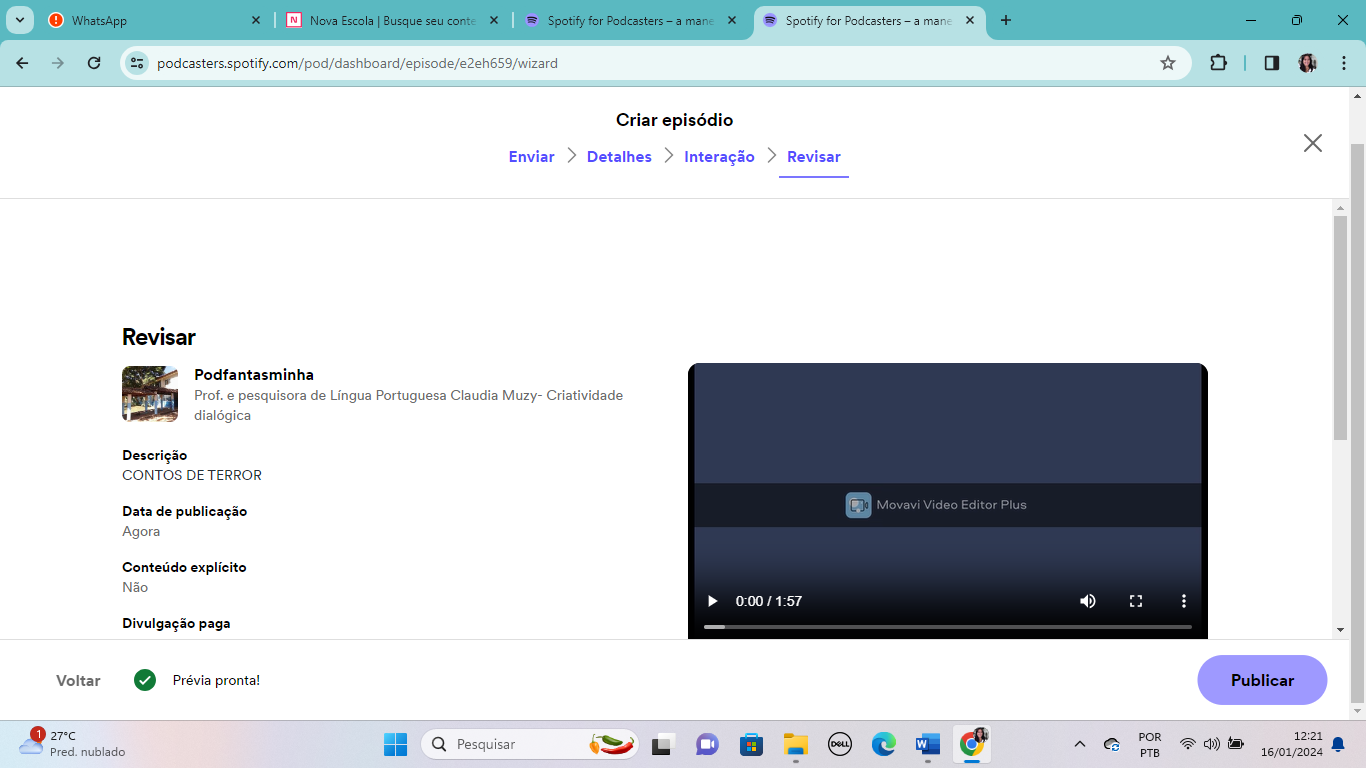 WhatsApp
Nova Escola | Busque seu conte
Spotify for Podcasters – a mane
Spotify for Podcasters – a mane
podcasters.spotify.com/pod/dashboard/episode/e2eh659/wizard
Criar episódio
Enviar
Detalhes
Interação
Revisar
Revisar
Podfantasminha
Prof. e pesquisora de Língua Portuguesa Claudia Muzy- Criatividade
dialógica
Descrição
CONTOS DE TERROR
Data de publicação
Agora
Conteúdo explícito
Não
Divulgação paga
Movavi Video Editor Plus
0:00 / 1:57
Voltar
Prévia pronta!
Publicar
1
27°C
Pred. nublado
Pesquisar
DELL
POR
PTB
12:21
16/01/2024